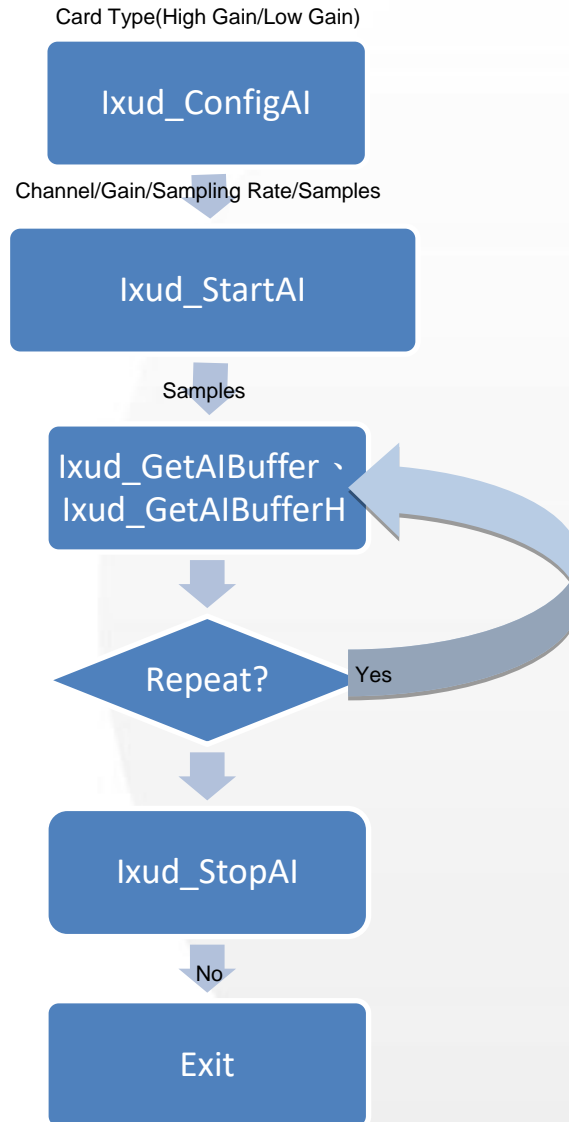 Card Type(High Gain/Low Gain)
Ixud_ConfigAI
Channel/Gain/Sampling Rate/Samples
Ixud_StartAI
Samples
Ixud_GetAIBuffer、
Ixud_GetAIBufferH
Repeat?
Yes
Ixud_StopAI
No
Exit